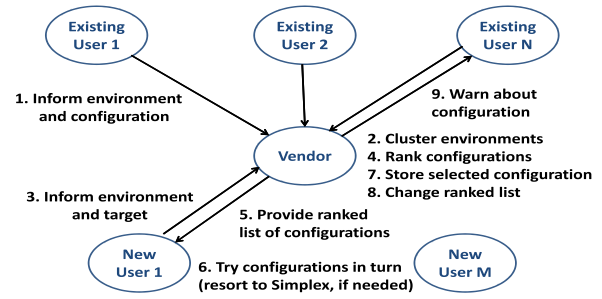 Existing
User 1
Existing
User 2
Existing
User N
1. Inform environment
and configuration
9. Warn about
configuration
Vendor
2. Cluster environments
4. Rank configurations
7. Store selected configuration
8. Change ranked list
3. Inform environment
and target
5. Provide ranked
list of configurations
New
User 1
6. Try configurations in turn
(resort to Simplex, if needed)
New
User M